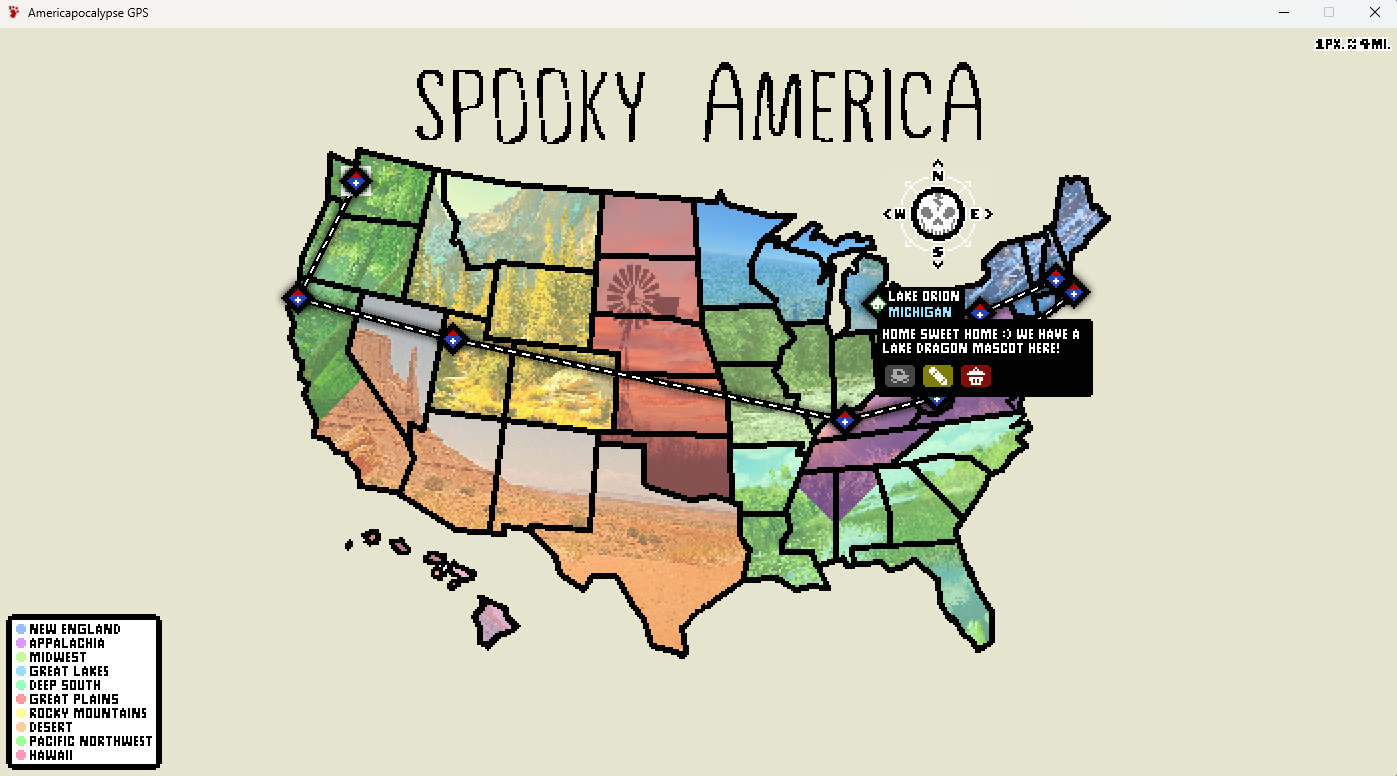 Americapocalypse GPS
1PX. ≈ 4MI.
SPOOKY AMERICA
N
W
E
S
LAKE ORION
MICHIGAN
HOME SWEET HOME :) WE HAVE A
LAKE DRAGON MASCOT HERE!
NEW ENGLAND
APPALACHIA
MIDWEST
GREAT LAKES
DEEP SOUTH
GREAT PLAINS
ROCKY MOUNTAINS
DESERT
PACIFIC NORTHWEST
HAWAII